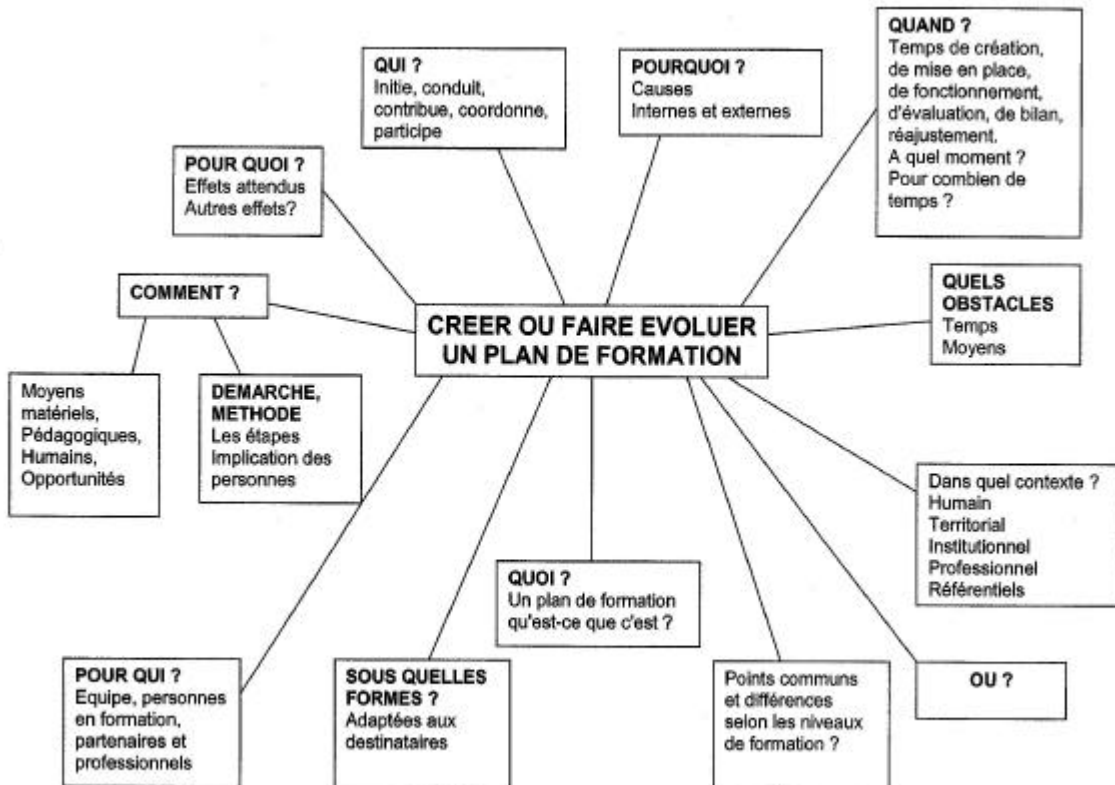 QUI ?
Initie, conduit,
contribue, coordonne,
participe
POURQUOI ?
Causes
Internes et externes
QUAND ?
Temps de création,
de mise en place,
de fonctionnement,
d'évaluation, de bilan,
réajustement.
A quel moment ?
Pour combien de
temps ?
POUR QUOI ?
Effets attendus
Autres effets?
COMMENT ?
CREER OU FAIRE EVOLUER
UN PLAN DE FORMATION
QUELS
OBSTACLES
Temps
Moyens
Moyens
matériels,
Pédagogiques,
Humains,
Opportunités
DEMARCHE,
METHODE
Les étapes
Implication des
personnes
Dans quel contexte ?
Humain
Territorial
Institutionnel
Professionnel
Référentiels
QUOI ?
Un plan de formation
qu'est-ce que c'est ?
POUR QUI ?
Equipe, personnes
en formation,
partenaires et
professionnels
SOUS QUELLES
FORMES ?
Adaptées aux
destinataires
Points communs
et différences
selon les niveaux
de formation ?
OU ?